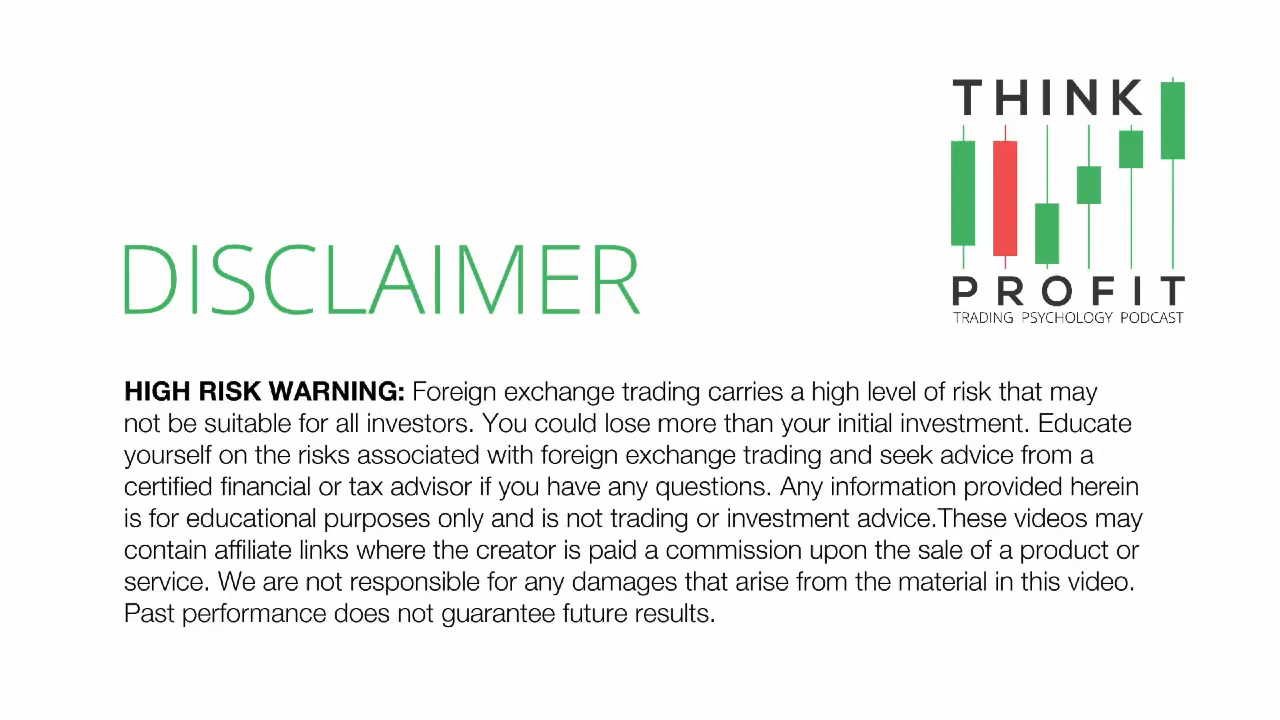 THINK
PROFIT
TRADING PSYCHOLOGY PODCAST
DISCLAIMER
HIGH RISK WARNING: Foreign exchange trading carries a high level of risk that may
not be suitable for all investors. You could lose more than your initial investment. Educate
yourself on the risks associated with foreign exchange trading and seek advice from a
certified financial or tax advisor if you have any questions. Any information provided herein
is for educational purposes only and is not trading or investment advice.These videos may
contain affiliate links where the creator is paid a commission upon the sale of a product or
service. We are not responsible for any damages that arise from the material in this video.
Past performance does not guarantee future results.